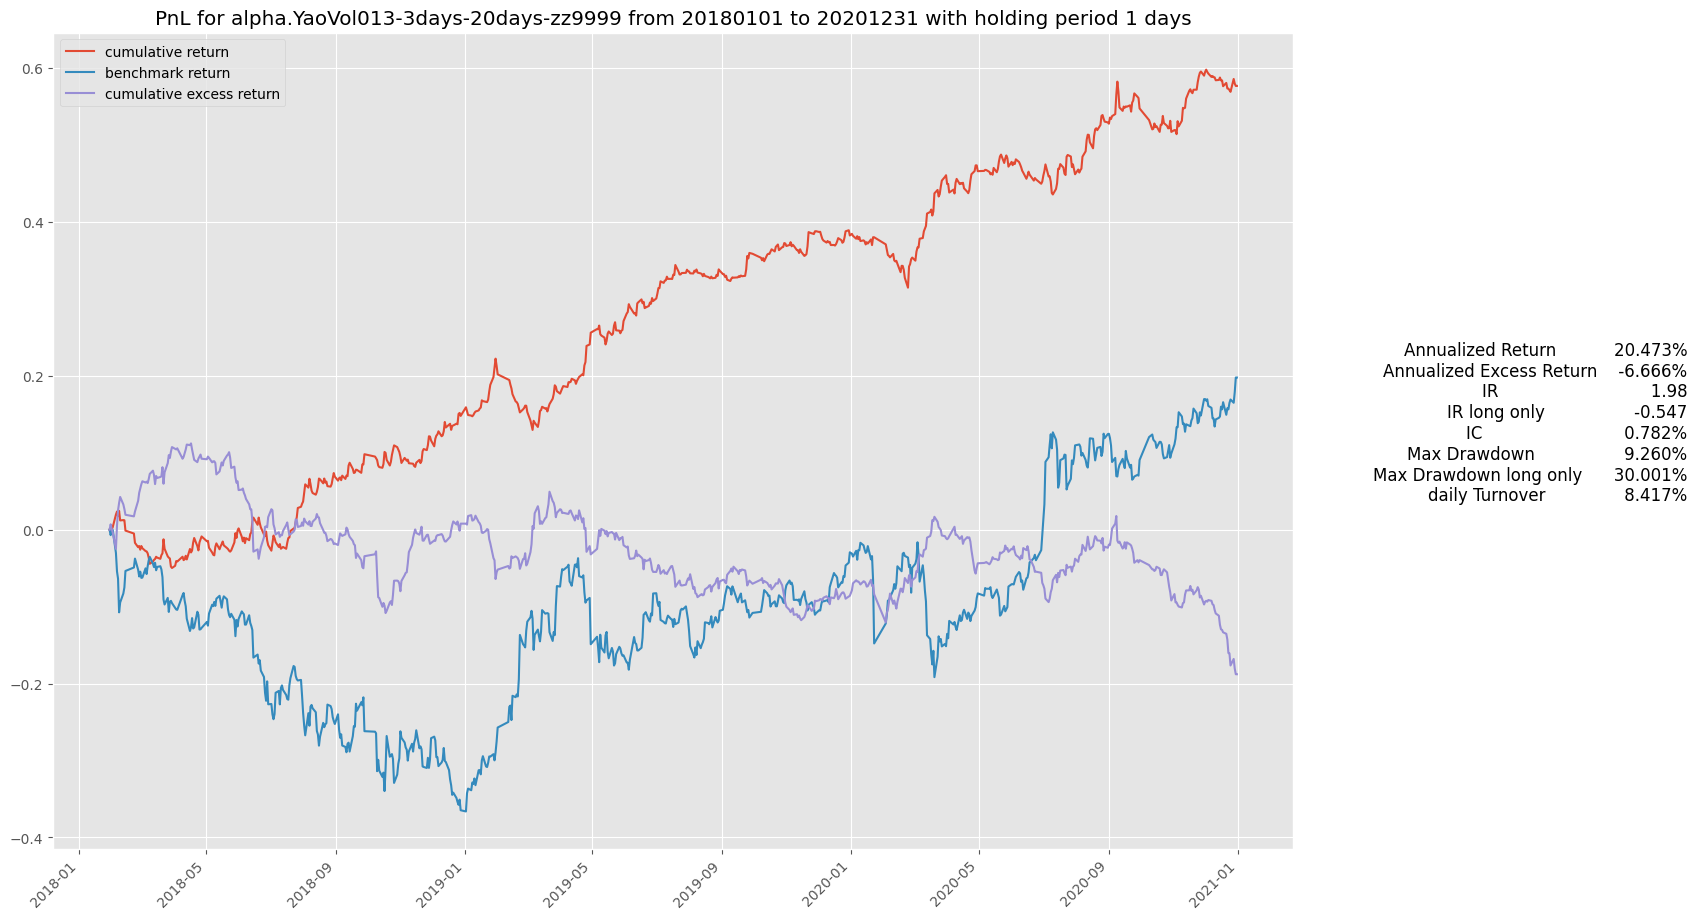 PnL for alpha.YaoVol013-3days-20days-zz9999 from 20180101 to 20201231 with holding period 1 days
cumulative return
benchmark return
cumulative excess return
0.6
0.4
0.2
0.0
−0.2
−0.4
2018-01
2018-05
2018-09
2019-01
2019-05
2019-09
2020-01
2020-05
2020-09
2021-01
Annualized Return 20.473%
Annualized Excess Return -6.666%
IR 1.98
IR long only -0.547
IC 0.782%
Max Drawdown 9.260%
Max Drawdown long only 30.001%
daily Turnover 8.417%